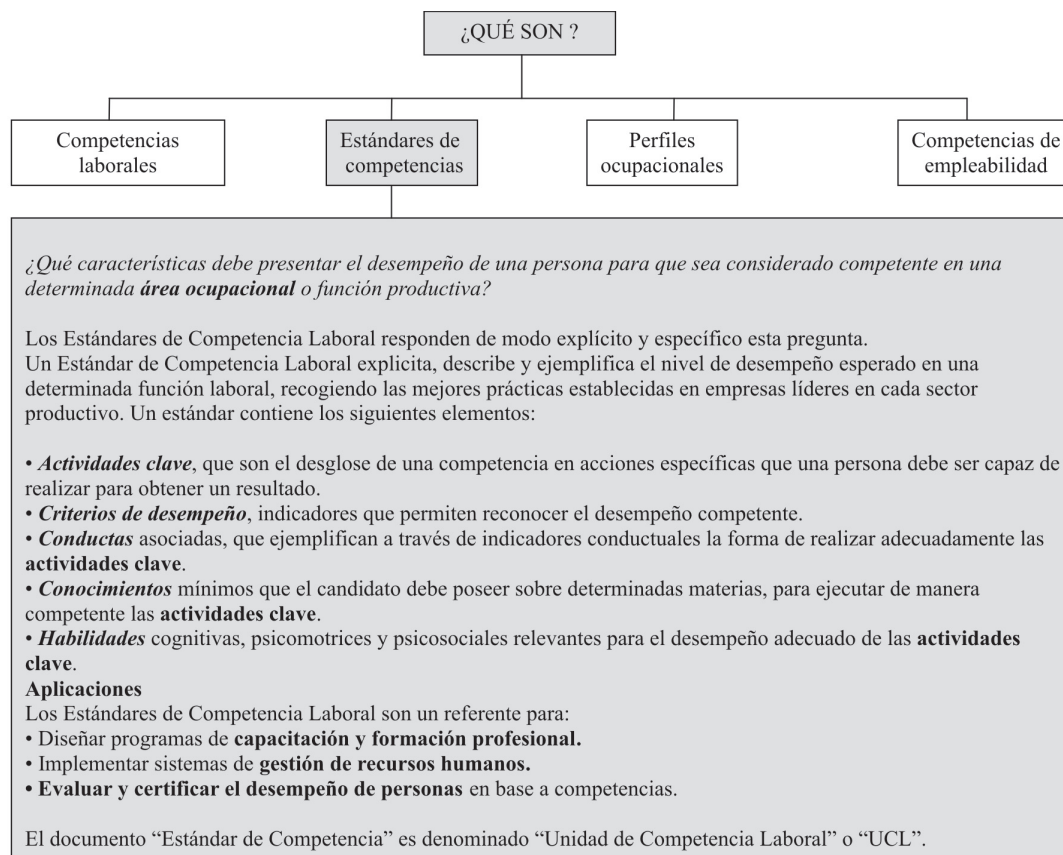 ¿QUÉ SON ?
Competencias
laborales
Estándares de
competencias
Perfiles
ocupacionales
Competencias de
empleabilidad
¿Qué características debe presentar el desempeño de una persona para que sea considerado competente en una
determinada área ocupacional o función productiva?
Los Estándares de Competencia Laboral responden de modo explícito y específico esta pregunta.
Un Estándar de Competencia Laboral explicita, describe y ejemplifica el nivel de desempeño esperado en una
determinada función laboral, recogiendo las mejores prácticas establecidas en empresas líderes en cada sector
productivo. Un estándar contiene los siguientes elementos:
• Actividades clave, que son el desglose de una competencia en acciones específicas que una persona debe ser capaz de
realizar para obtener un resultado.
• Criterios de desempeño, indicadores que permiten reconocer el desempeño competente.
• Conductas asociadas, que ejemplifican a través de indicadores conductuales la forma de realizar adecuadamente las
actividades clave.
• Conocimientos mínimos que el candidato debe poseer sobre determinadas materias, para ejecutar de manera
competente las actividades clave.
• Habilidades cognitivas, psicomotrices y psicosociales relevantes para el desempeño adecuado de las actividades
clave.
Aplicaciones
Los Estándares de Competencia Laboral son un referente para:
• Diseñar programas de capacitación y formación profesional.
• Implementar sistemas de gestión de recursos humanos.
• Evaluar y certificar el desempeño de personas en base a competencias.
El documento “Estándar de Competencia” es denominado “Unidad de Competencia Laboral” o “UCL”.